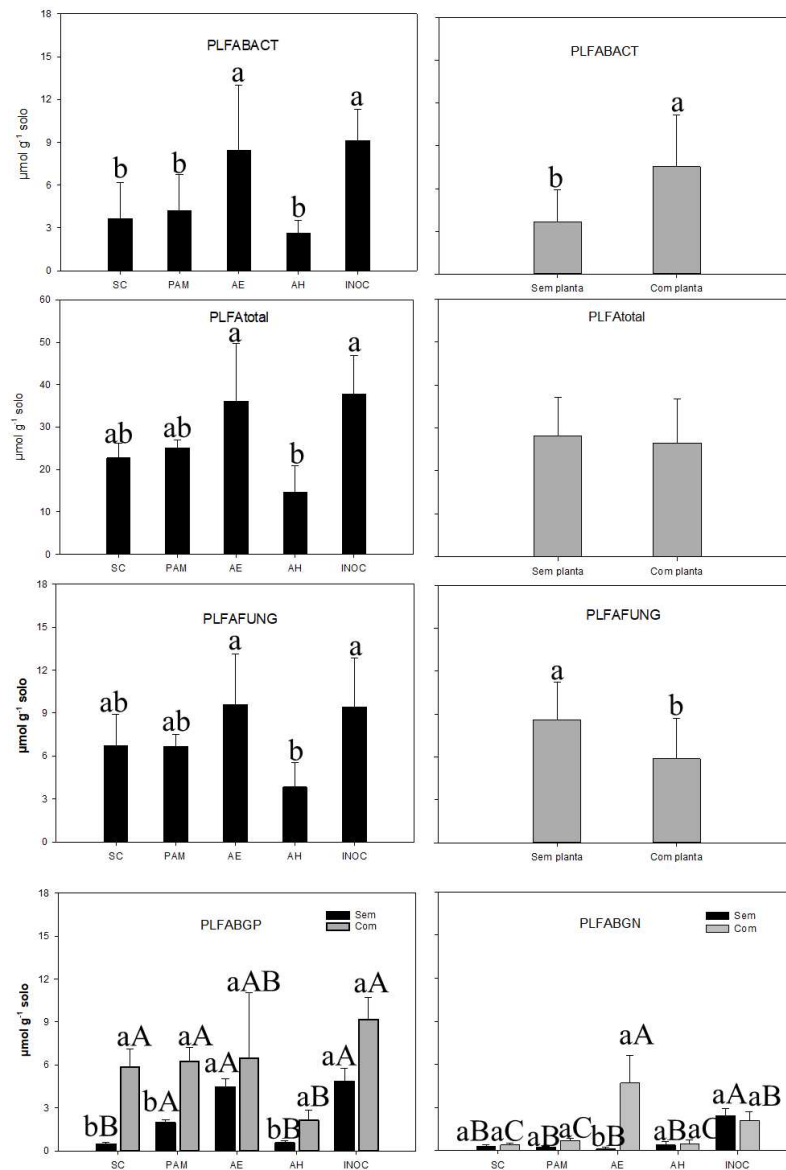 18
15
PLFABACT
a
a
12
µmol g⁻¹ solo
9
b
b
6
b
3
0
SC PAM AE AH INOC
PLFABACT
a
b
Sem planta Com planta
60
PLFAtotal
a
a
50
40
µmol g⁻¹ solo
ab
ab
30
b
20
10
0
SC PAM AE AH INOC
PLFAtotal
Sem planta Com planta
18
PLFAFUNG
15
a
a
12
µmol g⁻¹ solo
ab
ab
9
b
6
3
0
SC PAM AE AH INOC
PLFAFUNG
a
b
Sem planta Com planta
18
Sem
Com
PLFABGP
15
12
aAB
aA
µmol g⁻¹ solo
9
aA
aA
aA
aA
6
bA
aB
3
bB
bB
0
SC PAM AE AH INOC
Sem
Com
PLFABGN
aA
aA
aB
aB
aC
aB
aC
bB
aB
aC
SC PAM AE AH INOC